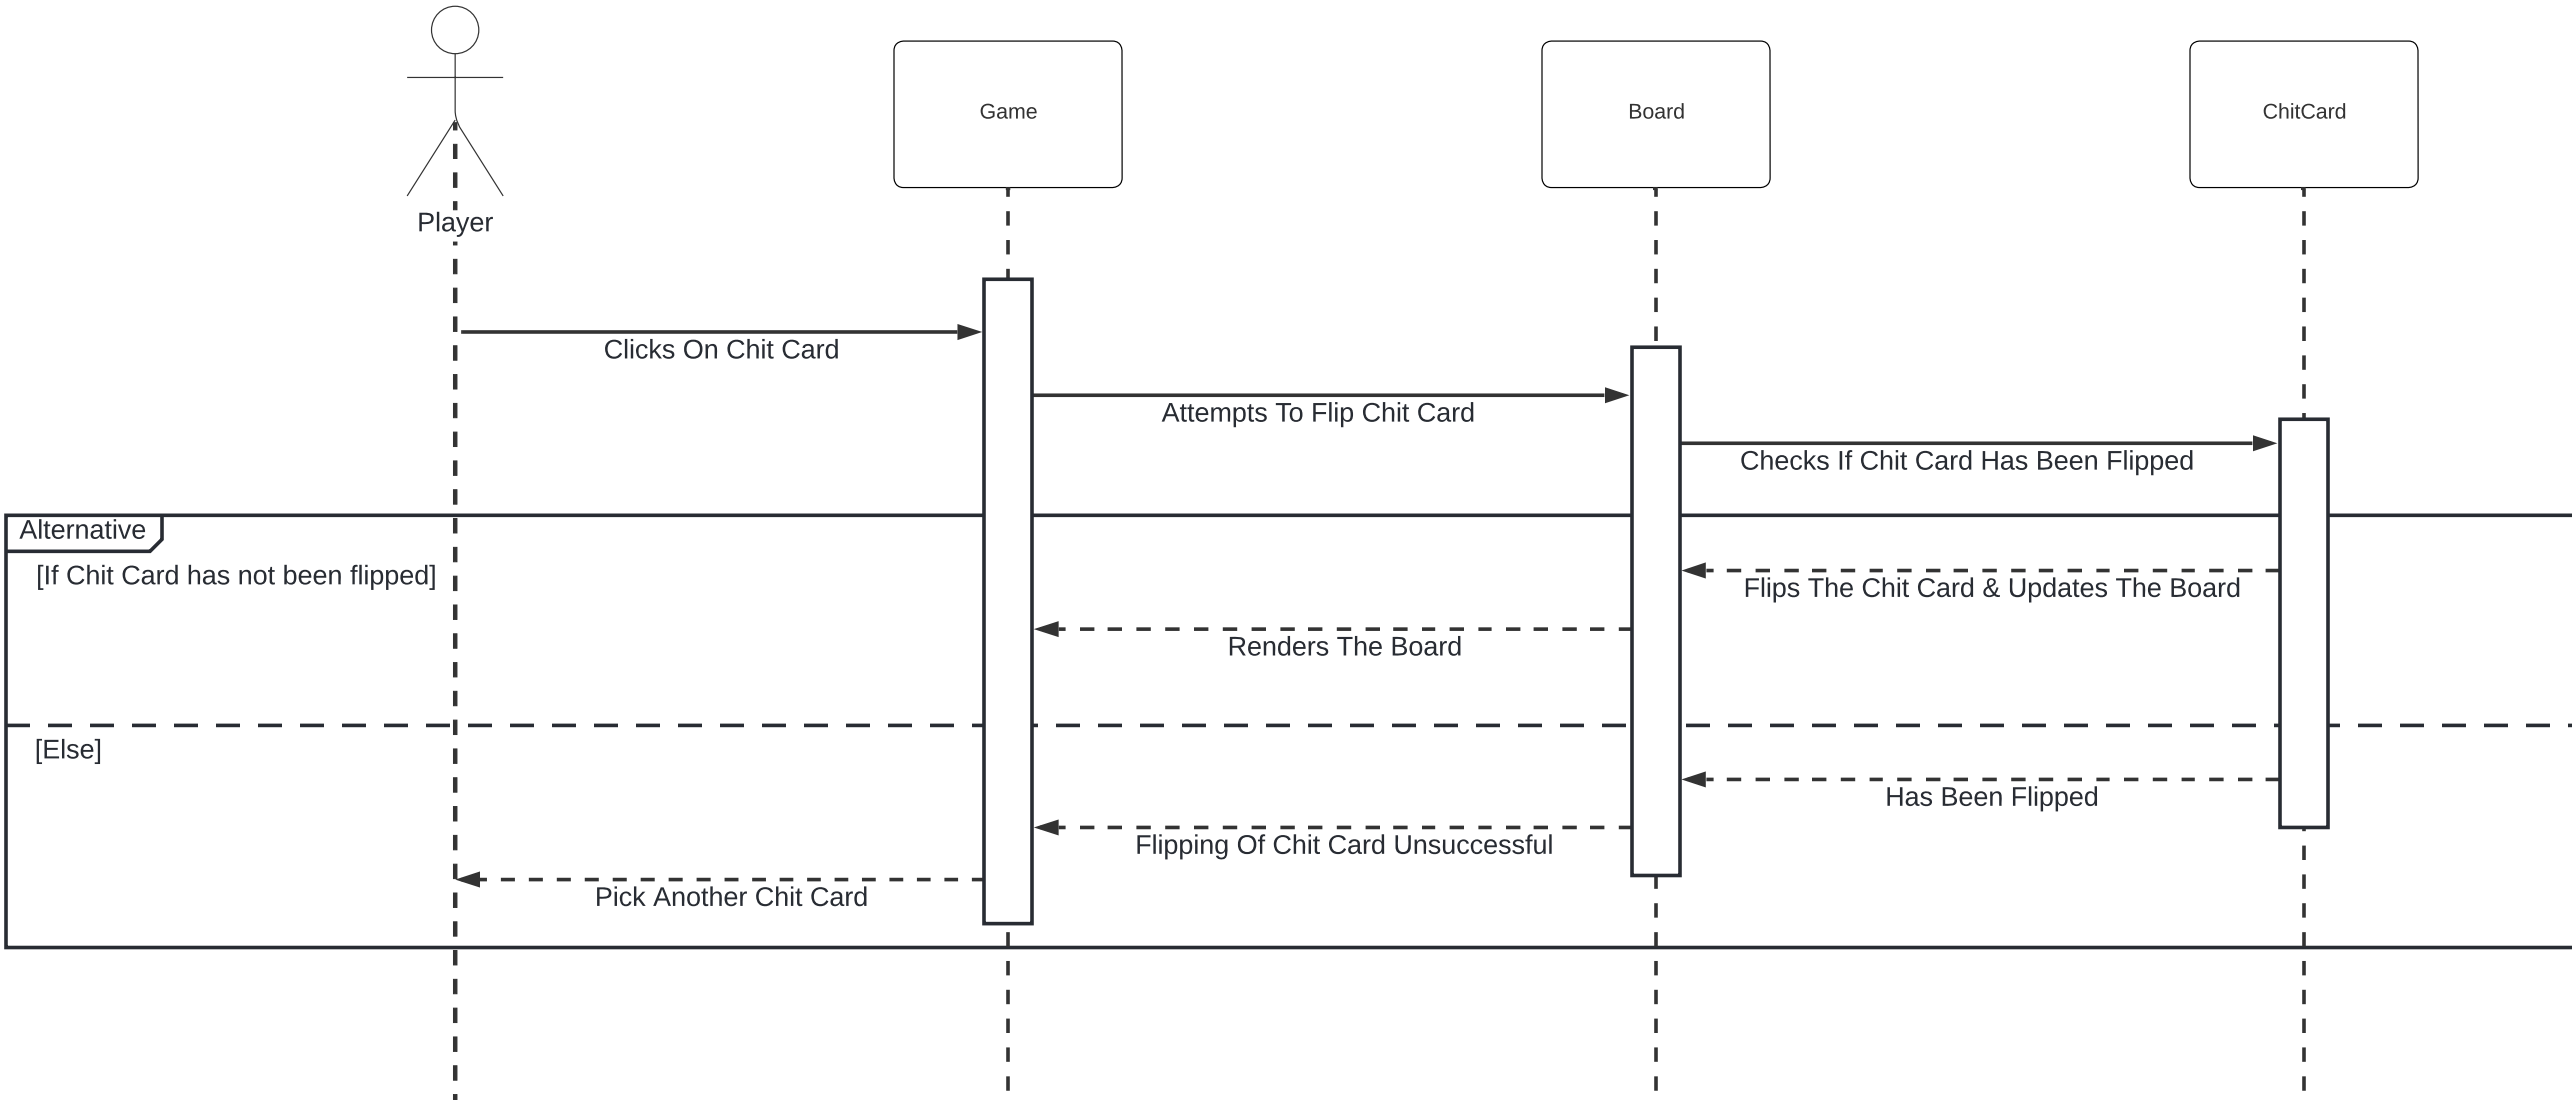 Game
Board
ChitCard
Player
Clicks On Chit Card
Attempts To Flip Chit Card
Checks If Chit Card Has Been Flipped
Alternative
[If Chit Card has not been flipped]
Flips The Chit Card & Updates The Board
Renders The Board
[Else]
Has Been Flipped
Flipping Of Chit Card Unsuccessful
Pick Another Chit Card